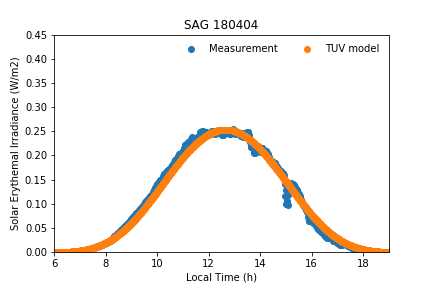 SAG 180404
Measurement
TUV model
Solar Erythemal Irradiance (W/m2)
0.45
0.40
0.35
0.30
0.25
0.20
0.15
0.10
0.05
0.00
6 8 10 12 14 16 18
Local Time (h)